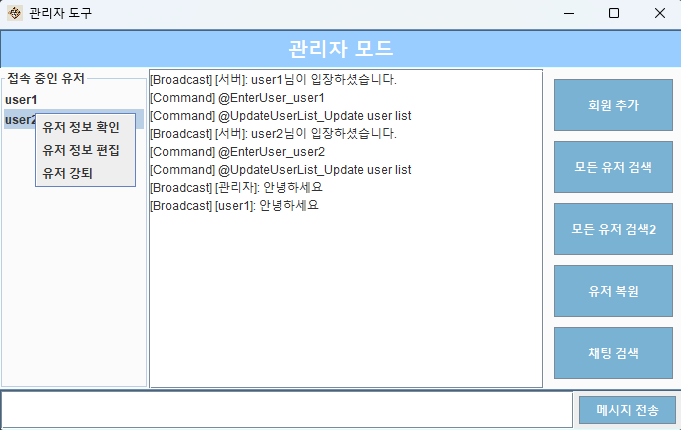 관리자 도구
관리자 모드
접속 중인 유저
user1
user2
유저 정보 확인
유저 정보 편집
유저 강퇴
[Broadcast] [서버]: user1님이 입장하셨습니다.
[Command] @EnterUser_user1
[Command] @UpdateUserList_Update user list
[Broadcast] [서버]: user2님이 입장하셨습니다.
[Command] @EnterUser_user2
[Command] @UpdateUserList_Update user list
[Broadcast] [관리자]: 안녕하세요
[Broadcast] [user1]: 안녕하세요
회원 추가
모든 유저 검색
모든 유저 검색2
유저 복원
채팅 검색
메시지 전송